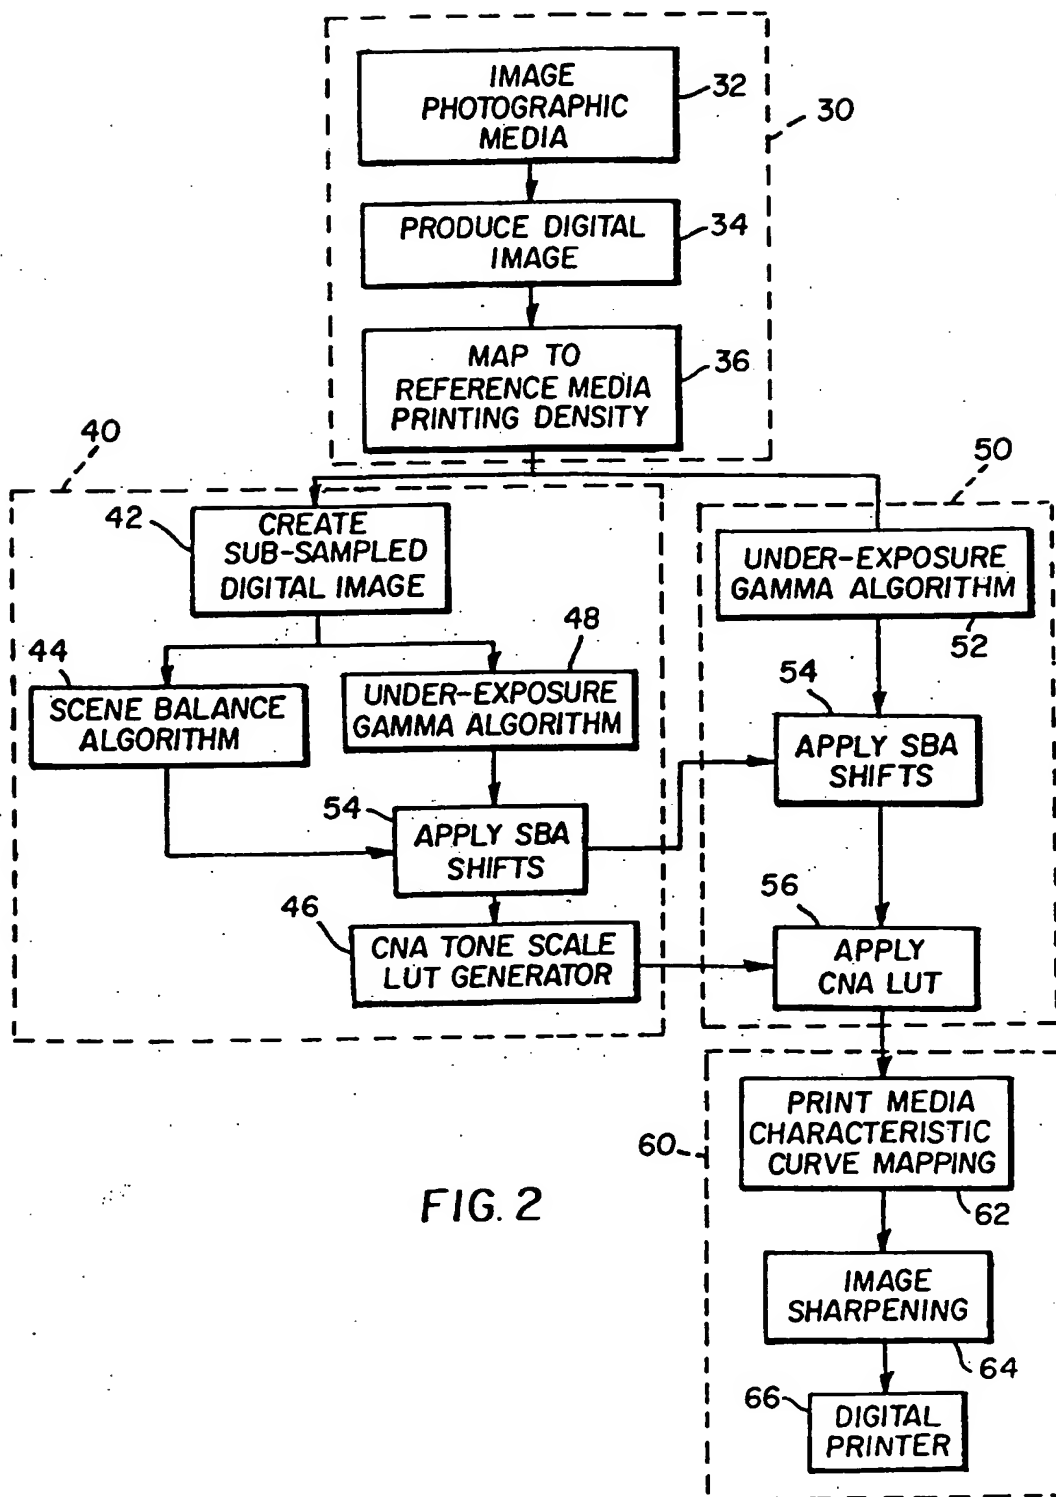 IMAGE
PHOTOGRAPHIC
MEDIA
32
30
PRODUCE DIGITAL
IMAGE
34
MAP TO
REFERENCE MEDIA
PRINTING DENSITY
36
40
50
42
CREATE
SUB-SAMPLED
DIGITAL IMAGE
UNDER-EXPOSURE
GAMMA ALGORITHM
52
44
SCENE BALANCE
ALGORITHM
48
UNDER-EXPOSURE
GAMMA ALGORITHM
54
APPLY SBA
SHIFTS
54
APPLY SBA
SHIFTS
46
CNA TONE SCALE
LUT GENERATOR
56
APPLY
CNA LUT
60
PRINT MEDIA
CHARACTERISTIC
CURVE MAPPING
62
FIG. 2
IMAGE
SHARPENING
64
66
DIGITAL
PRINTER